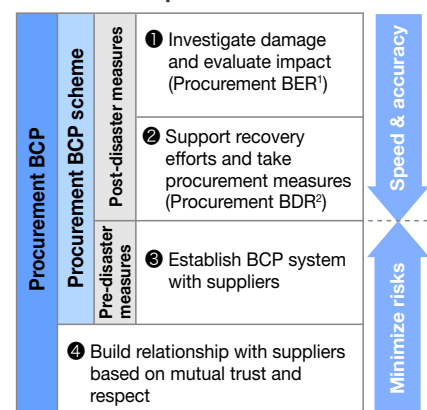 Procurement BCP
Procurement BCP scheme
Post-disaster measures
❶ Investigate damage
and evaluate impact
(Procurement BER¹)
❷ Support recovery
efforts and take
procurement measures
(Procurement BDR²)
Pre-disaster
measures
❸ Establish BCP system
with suppliers
❹ Build relationship with suppliers
based on mutual trust and
respect
Speed & accuracy
Minimize risks